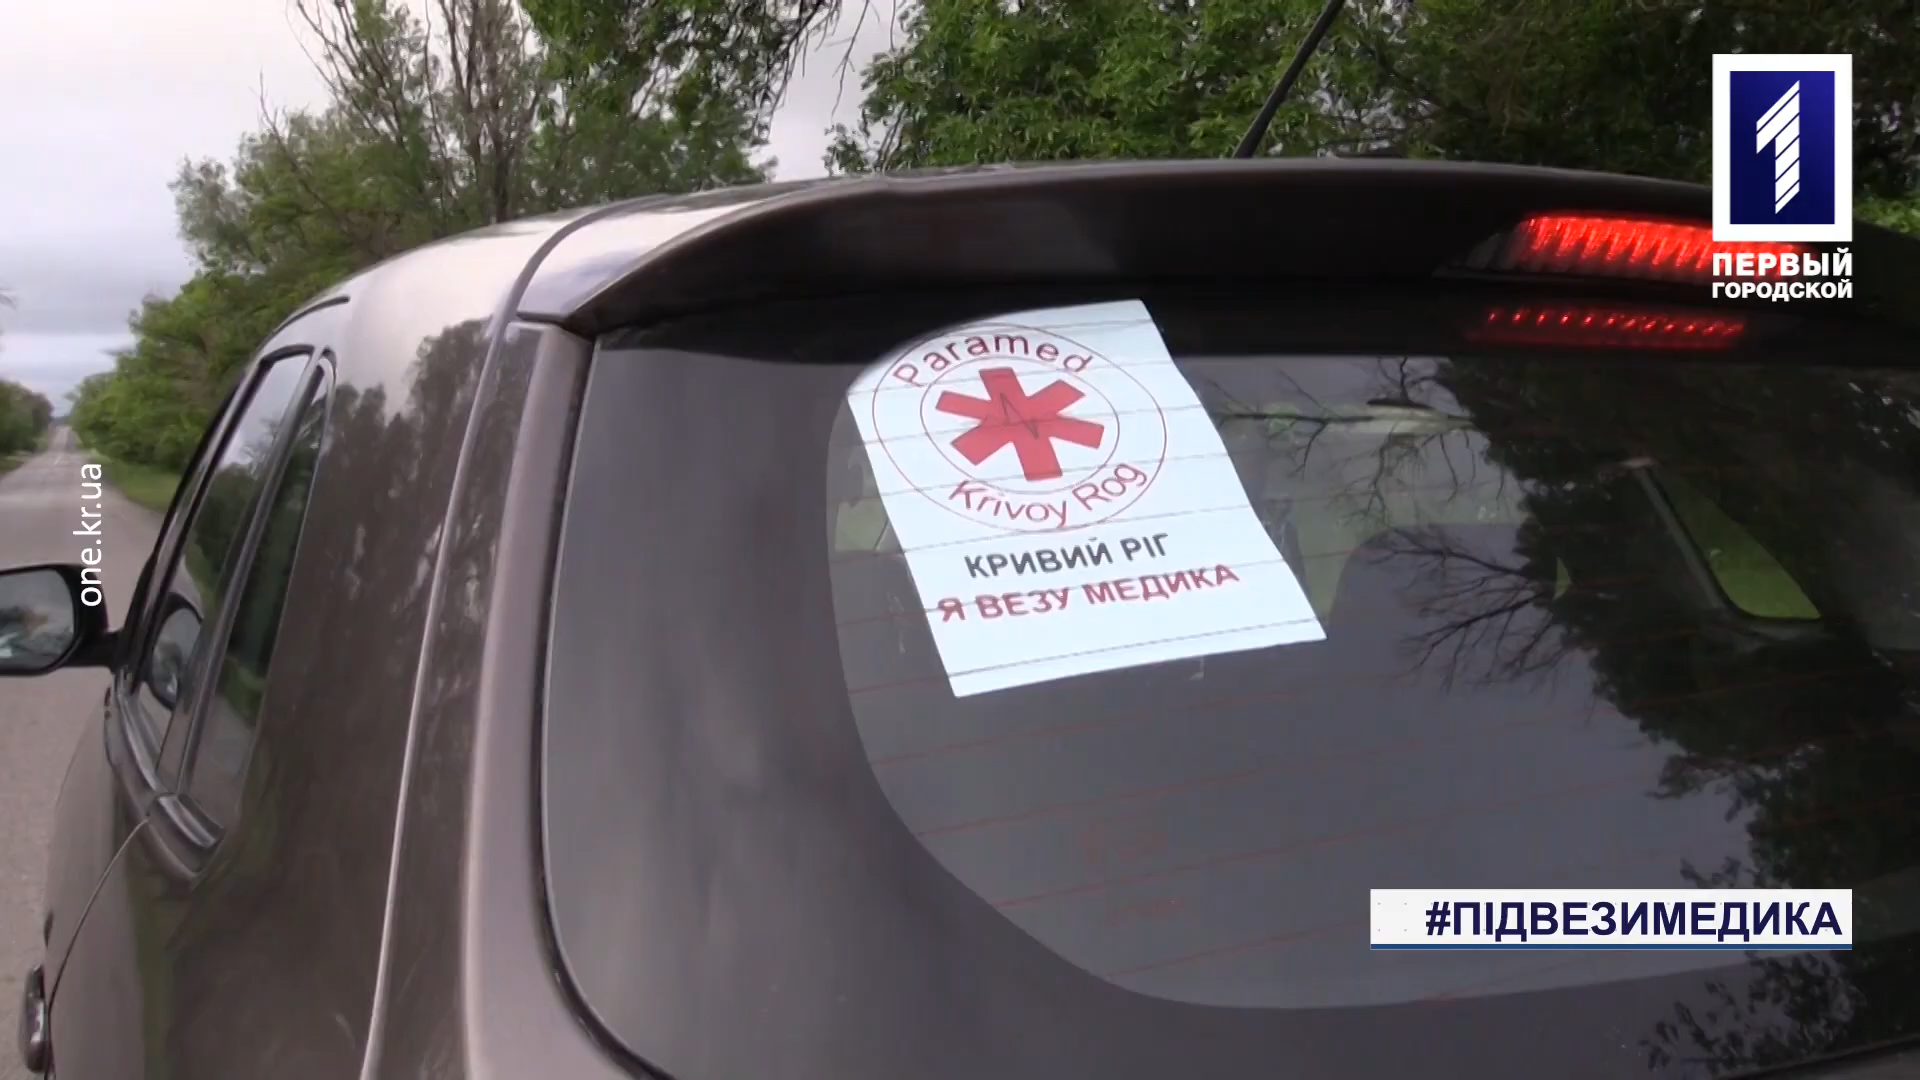 1
ПЕРВЫЙ
ГОРОДСКОЙ
one.kr.ua
Paramed
Krivoy Rog
КРИВИЙ РІГ
Я ВЕЗУ МЕДИКА
#ПІДВЕЗИМЕДИКА